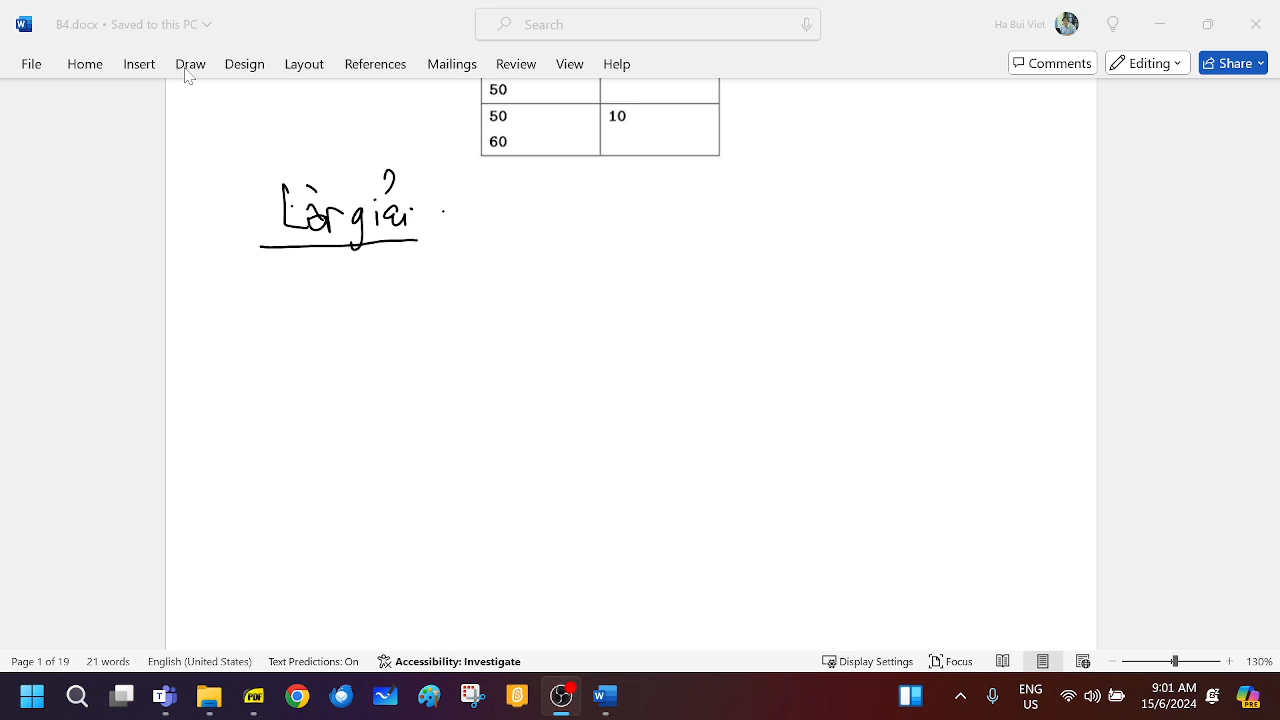 B4.docx • Saved to this PC
Search
Ha Bui Viet
File Home Insert Draw Design Layout References Mailings Review View Help
Comments Editing Share
50
50 10
60
Lời giải
Page 1 of 19 21 words English (United States) Text Predictions: On Accessibility: Investigate Display Settings Focus 130%
PDF
ENG
US
9:01 AM
15/6/2024
PRE